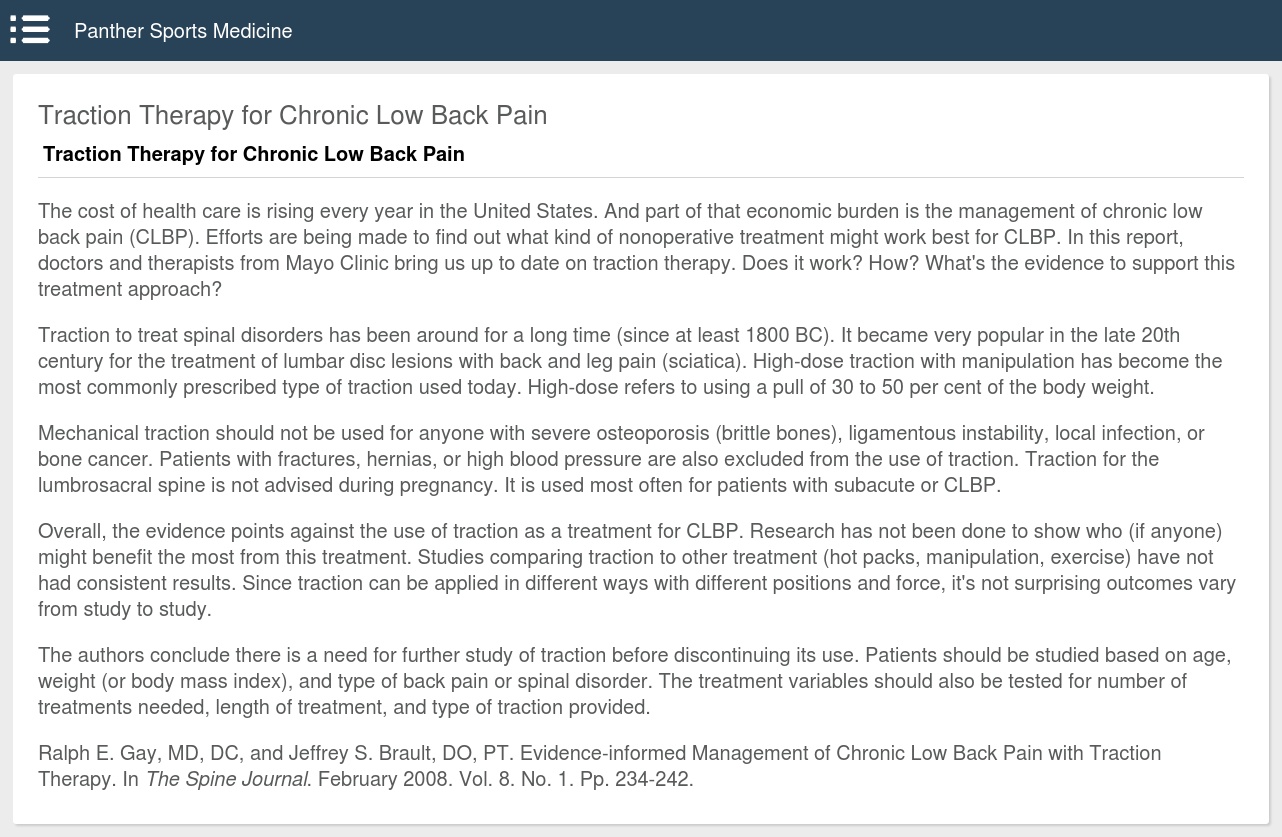 Panther Sports Medicine
Traction Therapy for Chronic Low Back Pain
Traction Therapy for Chronic Low Back Pain
The cost of health care is rising every year in the United States. And part of that economic burden is the management of chronic low
back pain (CLBP). Efforts are being made to find out what kind of nonoperative treatment might work best for CLBP. In this report,
doctors and therapists from Mayo Clinic bring us up to date on traction therapy. Does it work? How? What's the evidence to support this
treatment approach?
Traction to treat spinal disorders has been around for a long time (since at least 1800 BC). It became very popular in the late 20th
century for the treatment of lumbar disc lesions with back and leg pain (sciatica). High-dose traction with manipulation has become the
most commonly prescribed type of traction used today. High-dose refers to using a pull of 30 to 50 per cent of the body weight.
Mechanical traction should not be used for anyone with severe osteoporosis (brittle bones), ligamentous instability, local infection, or
bone cancer. Patients with fractures, hernias, or high blood pressure are also excluded from the use of traction. Traction for the
lumbrosacral spine is not advised during pregnancy. It is used most often for patients with subacute or CLBP.
Overall, the evidence points against the use of traction as a treatment for CLBP. Research has not been done to show who (if anyone)
might benefit the most from this treatment. Studies comparing traction to other treatment (hot packs, manipulation, exercise) have not
had consistent results. Since traction can be applied in different ways with different positions and force, it's not surprising outcomes vary
from study to study.
The authors conclude there is a need for further study of traction before discontinuing its use. Patients should be studied based on age,
weight (or body mass index), and type of back pain or spinal disorder. The treatment variables should also be tested for number of
treatments needed, length of treatment, and type of traction provided.
Ralph E. Gay, MD, DC, and Jeffrey S. Brault, DO, PT. Evidence-informed Management of Chronic Low Back Pain with Traction
Therapy. In The Spine Journal. February 2008. Vol. 8. No. 1. Pp. 234-242.